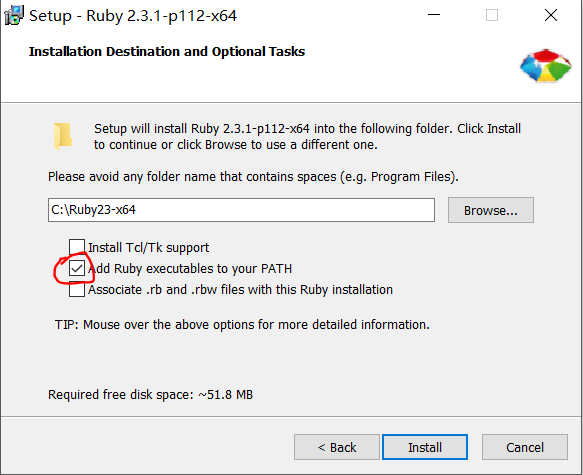 Setup - Ruby 2.3.1-p112-x64
Installation Destination and Optional Tasks
Setup will install Ruby 2.3.1-p112-x64 into the following folder. Click Install
to continue or click Browse to use a different one.
Please avoid any folder name that contains spaces (e.g. Program Files).
C:\Ruby23-x64
Browse...
Install Tcl/Tk support
Add Ruby executables to your PATH
Associate .rb and .rbw files with this Ruby installation
TIP: Mouse over the above options for more detailed information.
Required free disk space: ~51.8 MB
< Back
Install
Cancel